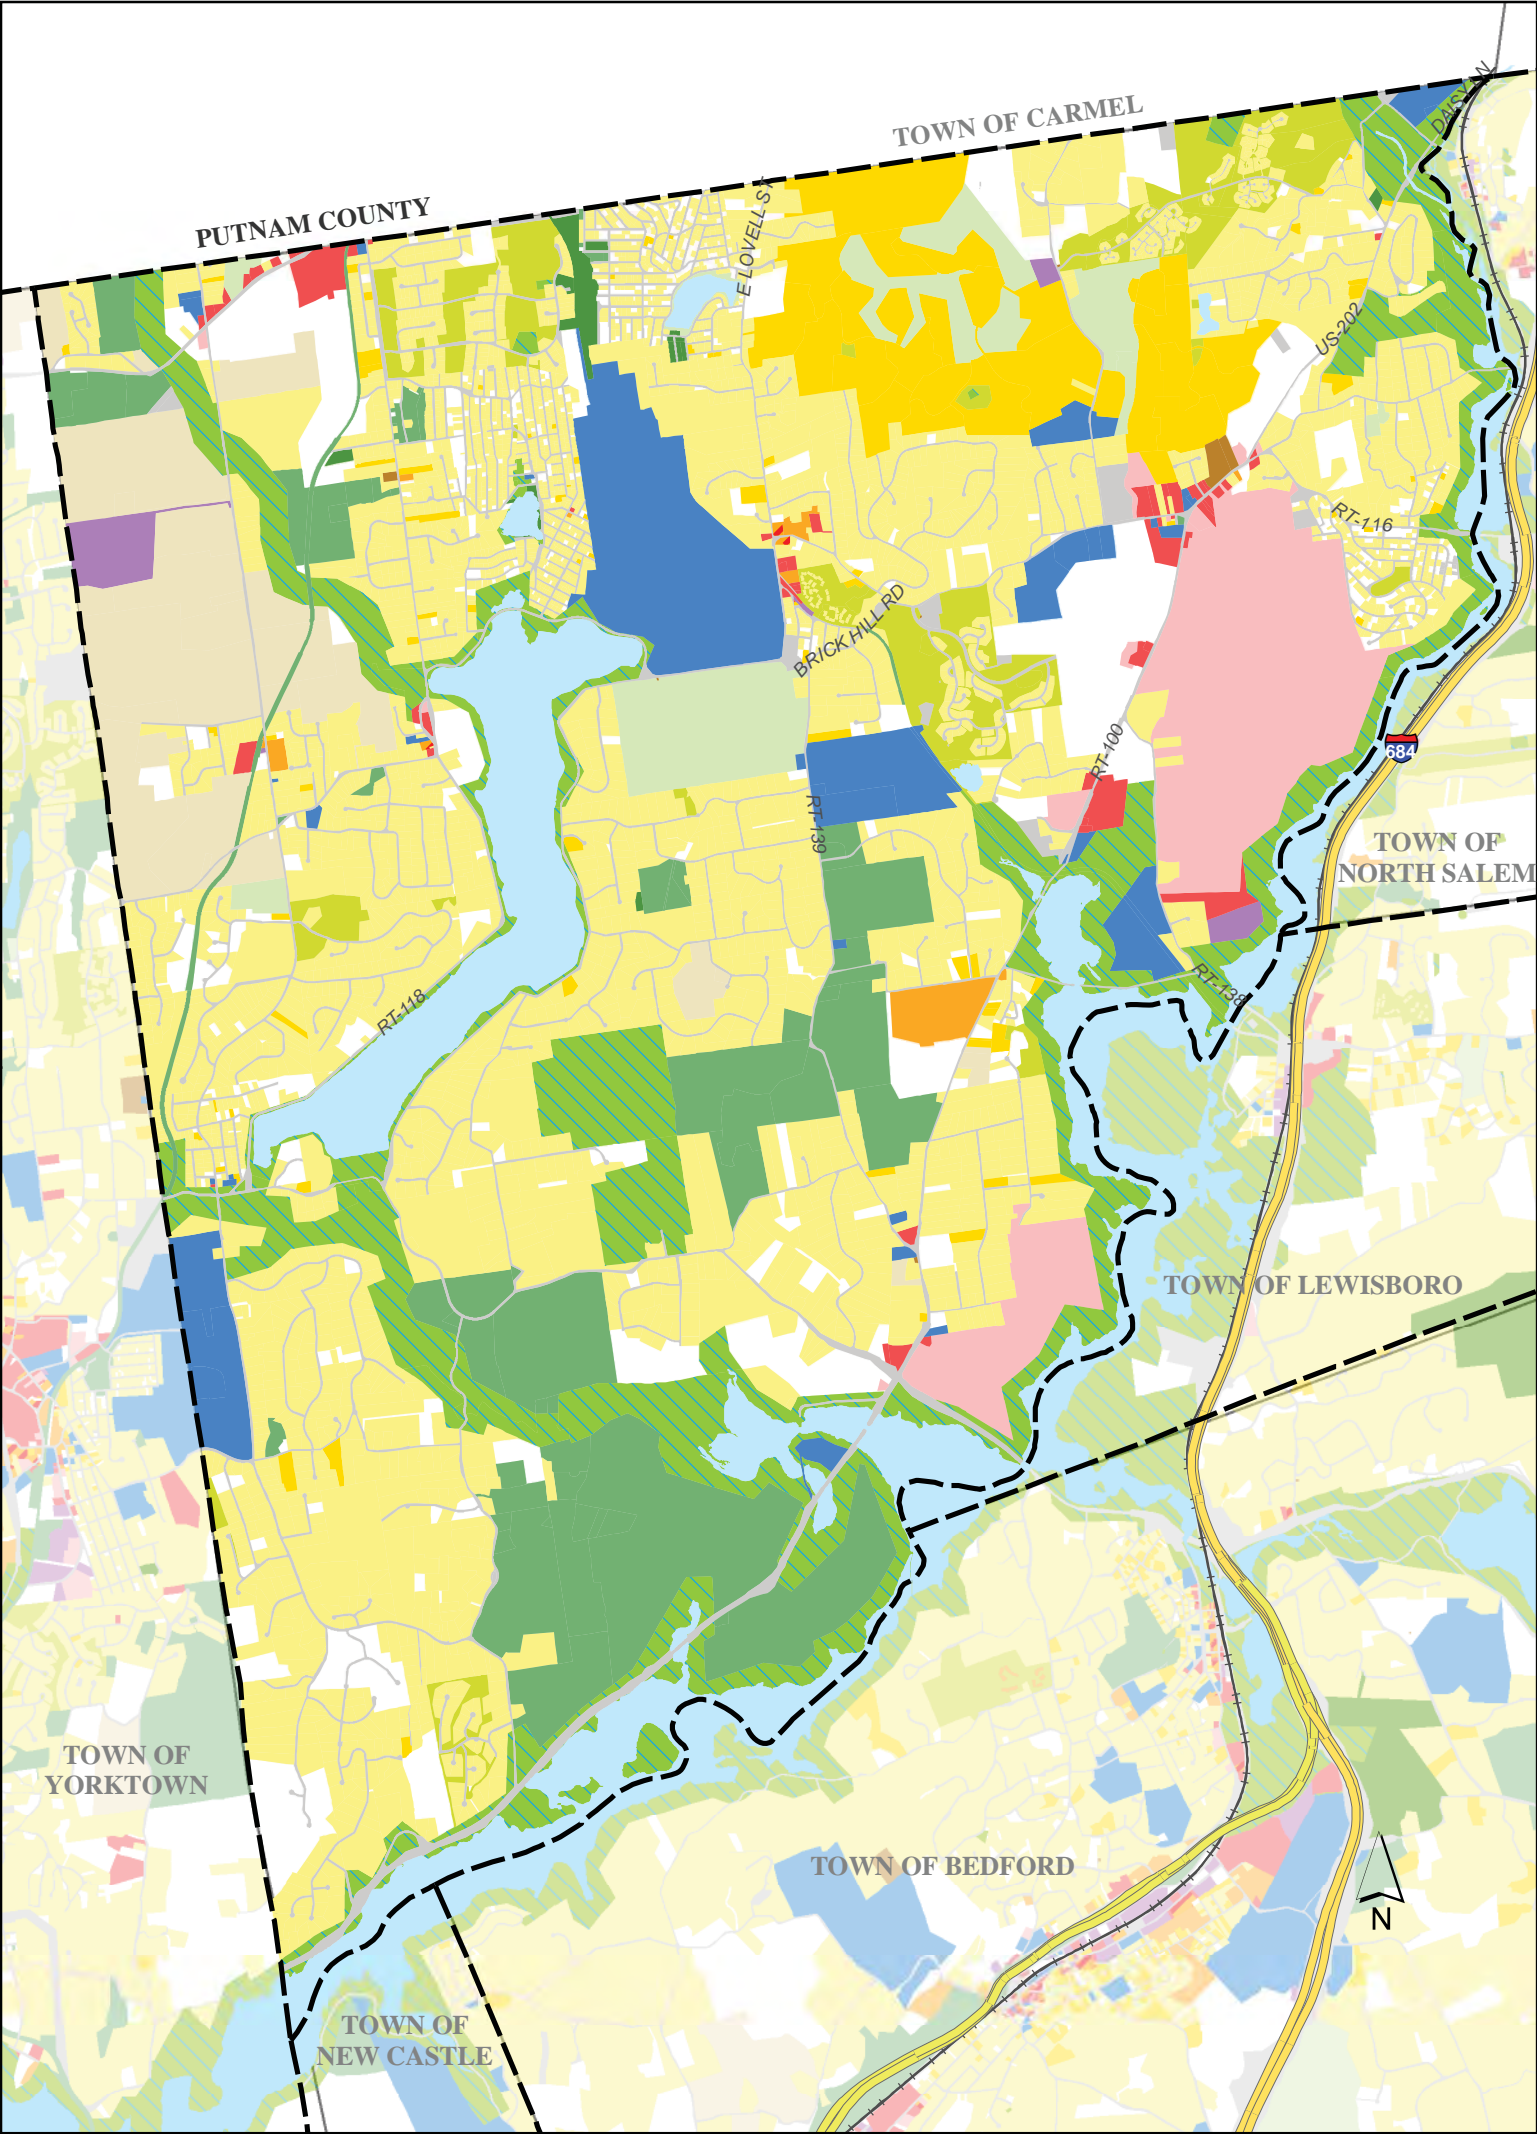 DAISY LN
TOWN OF CARMEL
PUTNAM COUNTY
E LOVELL ST
US-202
RT-116
BRICK HILL RD
RT-100
684
RT-139
TOWN OF
NORTH SALEM
RT-118
RT-138
TOWN OF LEWISBORO
TOWN OF
YORKTOWN
TOWN OF BEDFORD
N
TOWN OF
NEW CASTLE